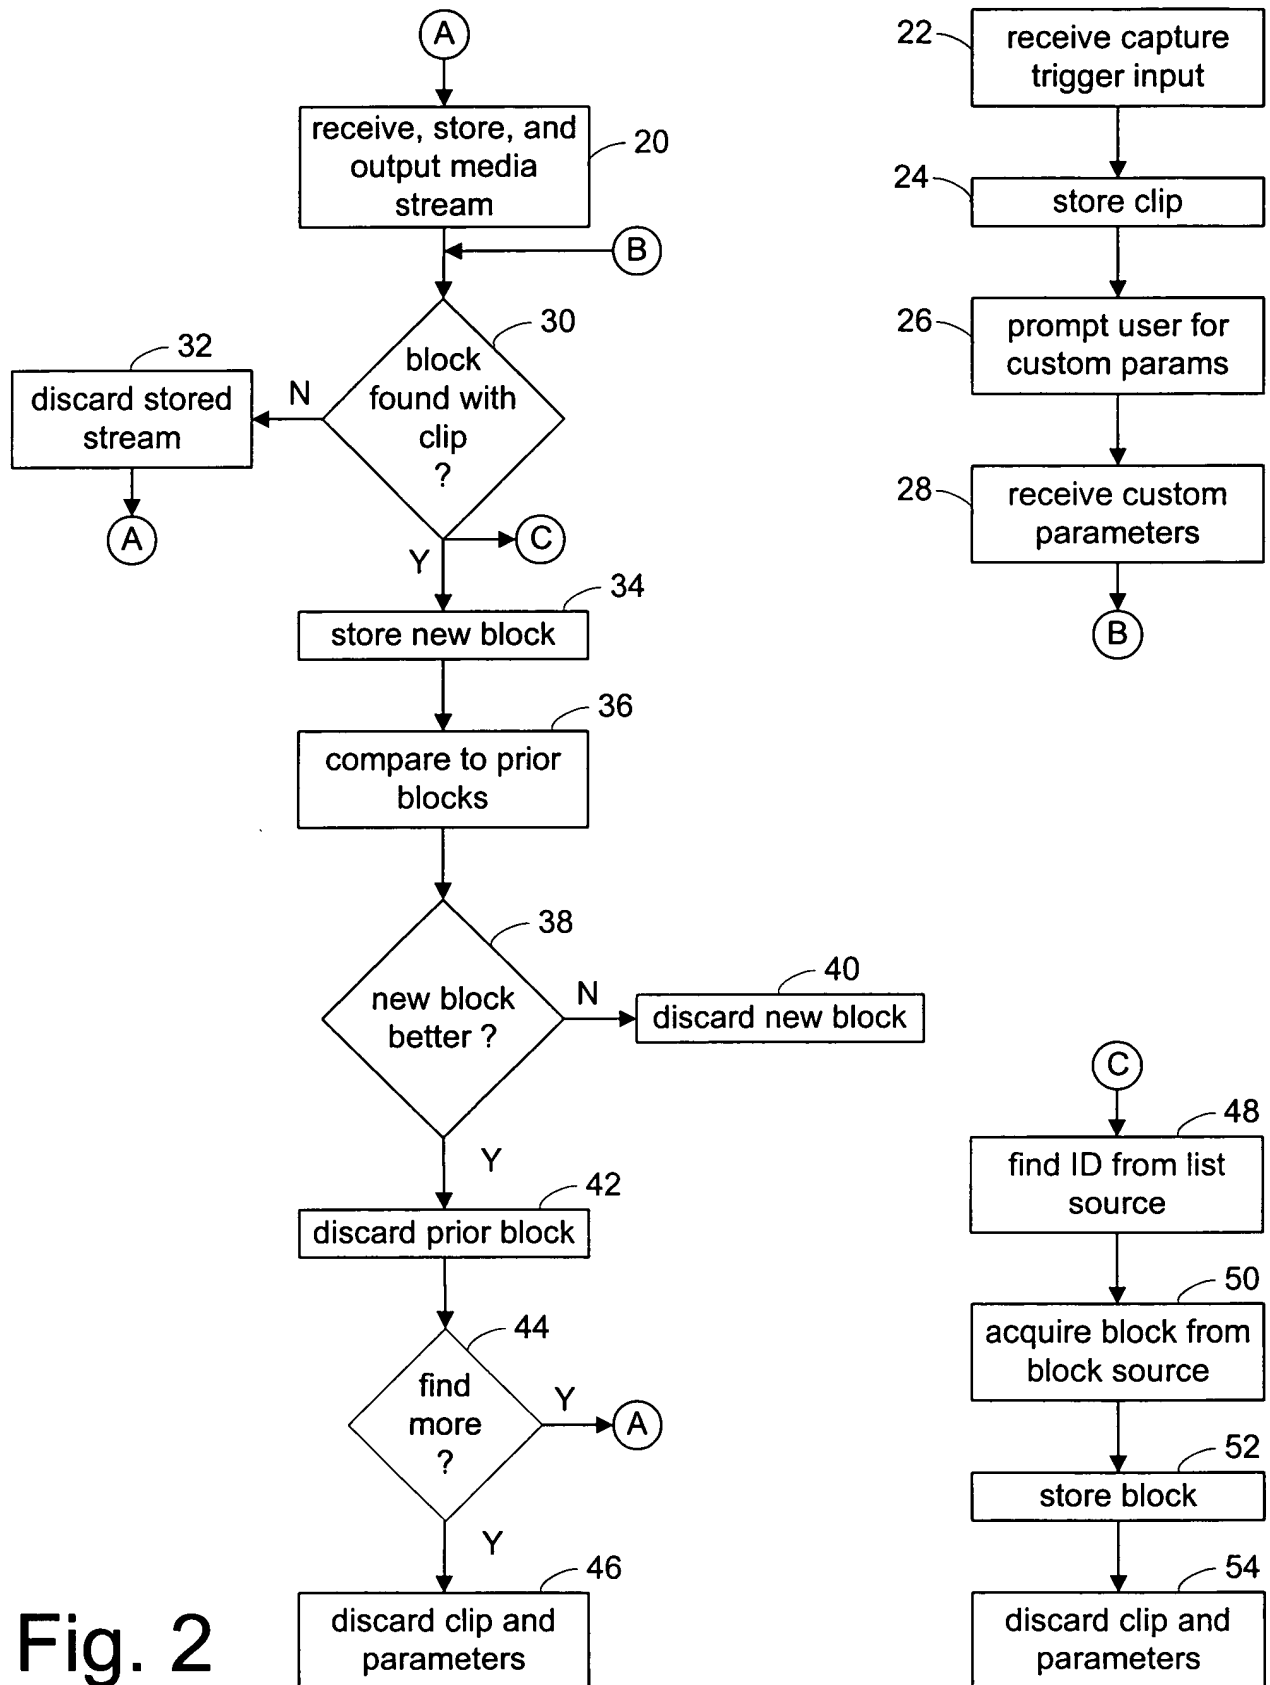 A
receive, store, and
output media
stream
20
B
30
block
found with
clip
?
N
32
discard stored
stream
A
Y
C
34
store new block
36
compare to prior
blocks
38
new block
better ?
N
40
discard new block
Y
42
discard prior block
44
find
more
?
Y
A
Y
46
discard clip and
parameters
22
receive capture
trigger input
24
store clip
26
prompt user for
custom params
28
receive custom
parameters
B
C
48
find ID from list
source
50
acquire block from
block source
52
store block
54
discard clip and
parameters
Fig. 2